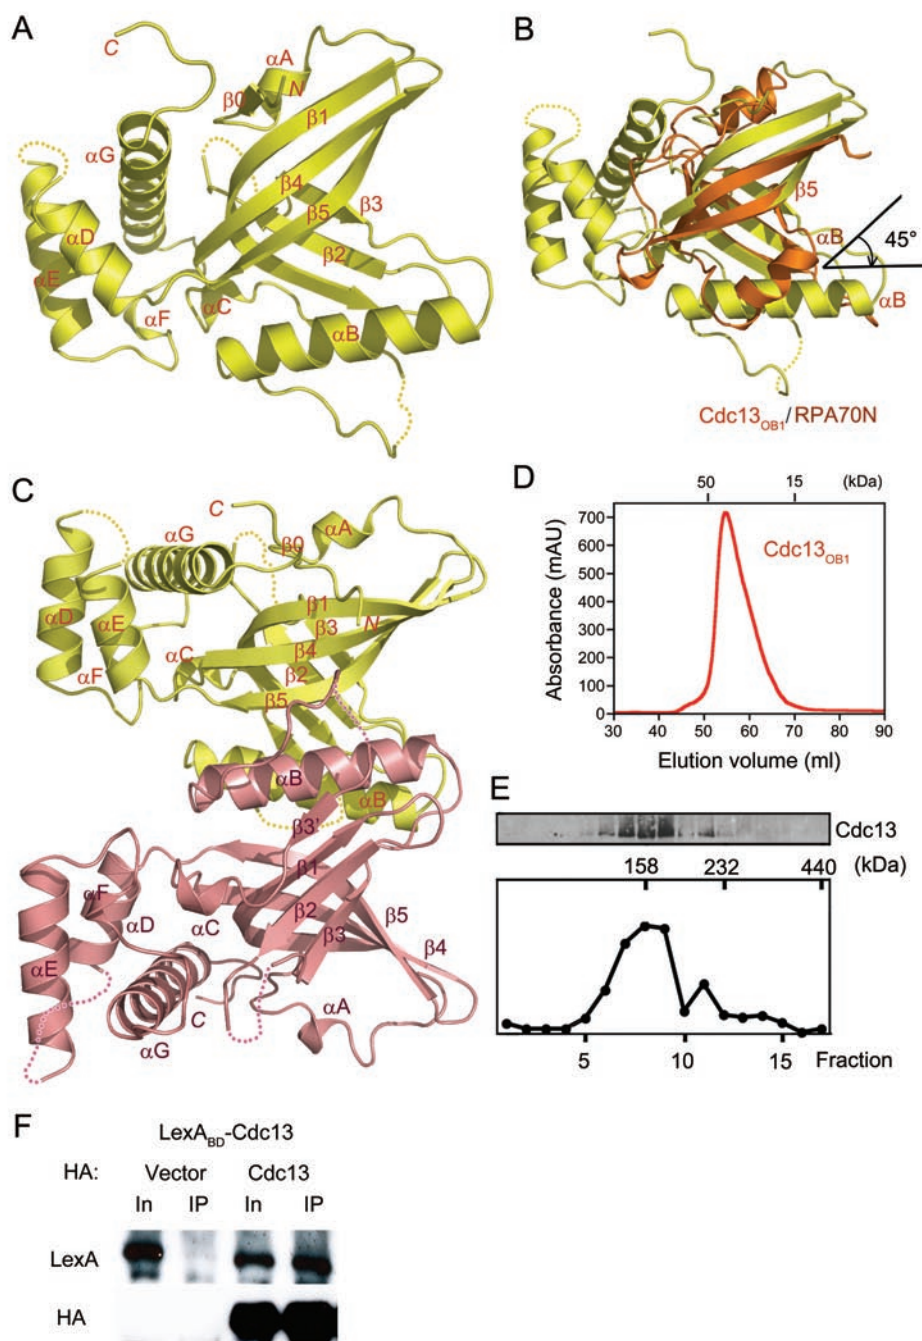 A
C
αA
N
β0
β1
αG
β4
β3
β5
αD
β2
αE
αC
αF
αB
B
β5
αB
45°
αB
Cdc13OB1/RPA70N
C
C
αG
αA
β0
β1
N
αD
αE
β3
β4
αC
αF
β2
β5
αB
αB
β3'
β1
αF
αD
αC
β2
β5
β3
β4
αE
C
αA
αG
D
50 15 (kDa)
Absorbance (mAU)
700
600
500
400
300
200
100
0
Cdc13OB1
30 40 50 60 70 80 90
Elution volume (ml)
E
Cdc13
158 232 440 (kDa)
5 10 15 Fraction
F
LexABD-Cdc13
HA: Vector Cdc13
In IP In IP
LexA
HA